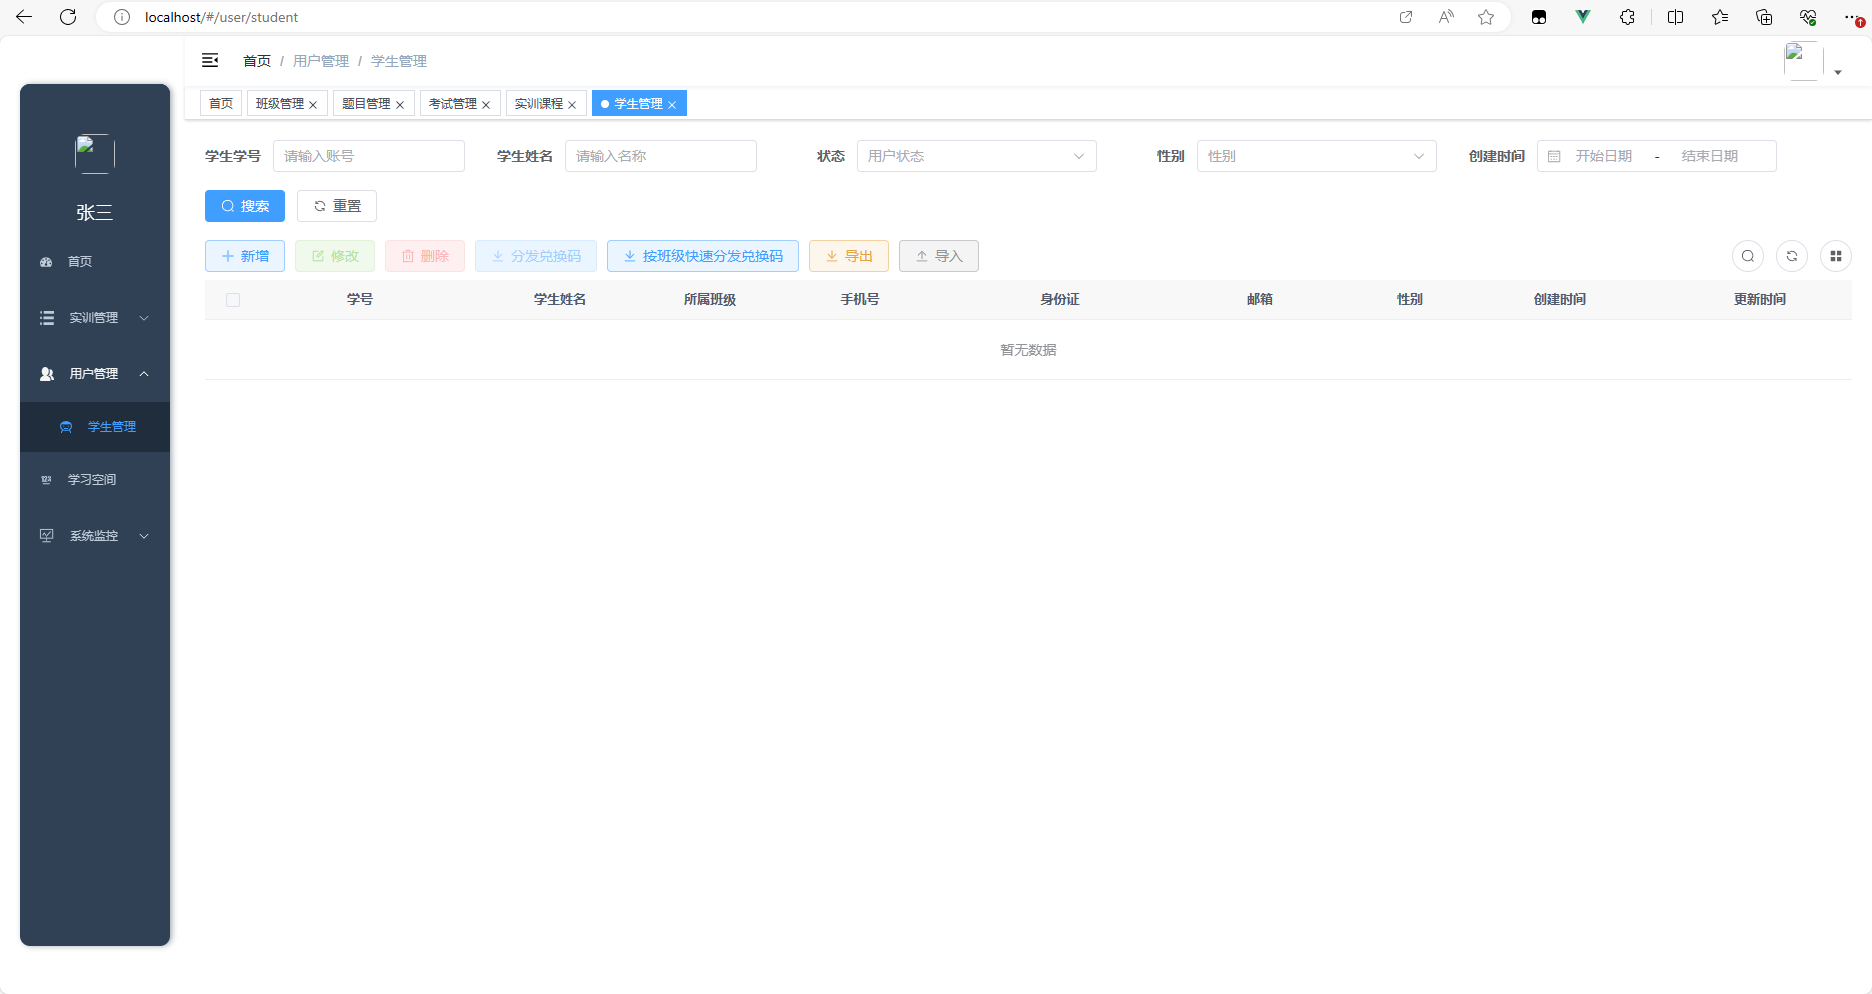 localhost/#/user/student
首页 / 用户管理 / 学生管理
首页 班级管理 题目管理 考试管理 实训课程 学生管理
张三
首页
实训管理
用户管理
学生管理
学习空间
系统监控
学生学号 请输入账号 学生姓名 请输入名称 状态 用户状态 性别 性别 创建时间 开始日期 - 结束日期
搜索 重置
新增 修改 删除 分发兑换码 按班级快速分发兑换码 导出 导入
学号 学生姓名 所属班级 手机号 身份证 邮箱 性别 创建时间 更新时间
暂无数据